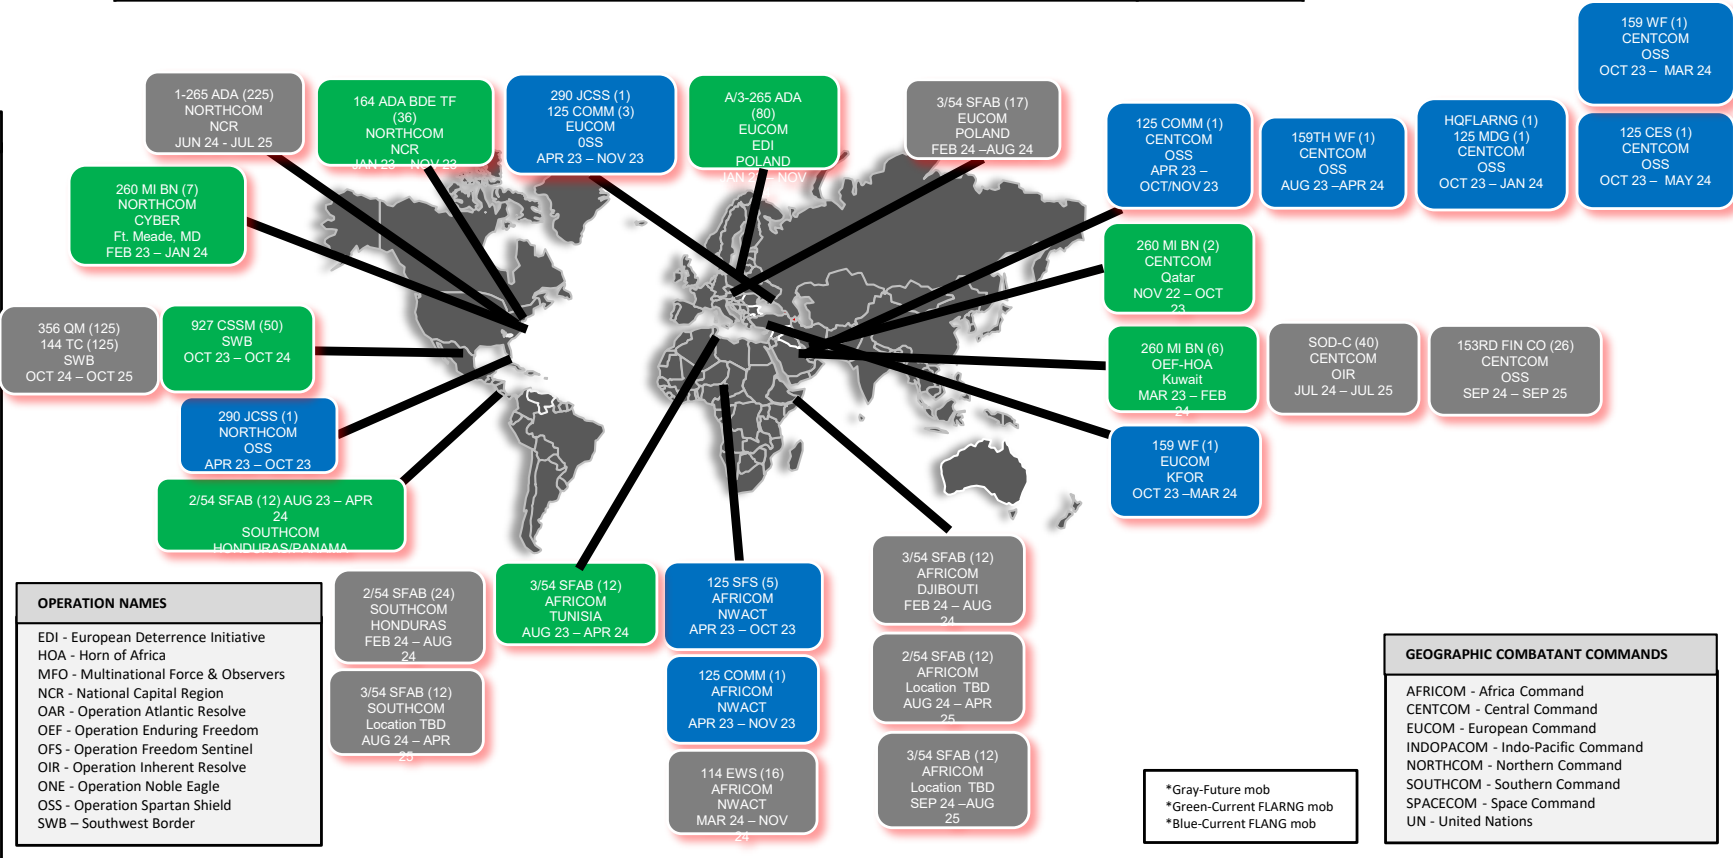 159 WF (1)
CENTCOM
OSS
OCT 23 – MAR 24
1-265 ADA (225)
NORTHCOM
NCR
JUN 24 - JUL 25
164 ADA BDE TF
(36)
NORTHCOM
NCR
JAN 23 – NOV 23
290 JCSS (1)
125 COMM (3)
EUCOM
0SS
APR 23 – NOV 23
A/3-265 ADA
(80)
EUCOM
EDI
POLAND
JAN 23 – NOV
3/54 SFAB (17)
EUCOM
POLAND
FEB 24 –AUG 24
125 COMM (1)
CENTCOM
OSS
APR 23 –
OCT/NOV 23
159TH WF (1)
CENTCOM
OSS
AUG 23 –APR 24
HQFLARNG (1)
125 MDG (1)
CENTCOM
OSS
OCT 23 – JAN 24
125 CES (1)
CENTCOM
OSS
OCT 23 – MAY 24
260 MI BN (7)
NORTHCOM
CYBER
Ft. Meade, MD
FEB 23 – JAN 24
260 MI BN (2)
CENTCOM
Qatar
NOV 22 – OCT
23
356 QM (125)
144 TC (125)
SWB
OCT 24 – OCT 25
927 CSSM (50)
SWB
OCT 23 – OCT 24
260 MI BN (6)
OEF-HOA
Kuwait
MAR 23 – FEB
24
SOD-C (40)
CENTCOM
OIR
JUL 24 – JUL 25
153RD FIN CO (26)
CENTCOM
OSS
SEP 24 – SEP 25
290 JCSS (1)
NORTHCOM
OSS
APR 23 – OCT 23
159 WF (1)
EUCOM
KFOR
OCT 23 –MAR 24
2/54 SFAB (12) AUG 23 – APR
24
SOUTHCOM
HONDURAS/PANAMA
2/54 SFAB (24)
SOUTHCOM
HONDURAS
FEB 24 – AUG
24
3/54 SFAB (12)
AFRICOM
TUNISIA
AUG 23 – APR 24
125 SFS (5)
AFRICOM
NWACT
APR 23 – OCT 23
3/54 SFAB (12)
AFRICOM
DJIBOUTI
FEB 24 – AUG
24
3/54 SFAB (12)
SOUTHCOM
Location TBD
AUG 24 – APR
25
125 COMM (1)
AFRICOM
NWACT
APR 23 – NOV 23
2/54 SFAB (12)
AFRICOM
Location TBD
AUG 24 – APR
25
114 EWS (16)
AFRICOM
NWACT
MAR 24 – NOV
24
3/54 SFAB (12)
AFRICOM
Location TBD
SEP 24 –AUG
25
OPERATION NAMES
EDI - European Deterrence Initiative
HOA - Horn of Africa
MFO - Multinational Force & Observers
NCR - National Capital Region
OAR - Operation Atlantic Resolve
OEF - Operation Enduring Freedom
OFS - Operation Freedom Sentinel
OIR - Operation Inherent Resolve
ONE - Operation Noble Eagle
OSS - Operation Spartan Shield
SWB – Southwest Border
*Gray-Future mob
*Green-Current FLARNG mob
*Blue-Current FLANG mob
GEOGRAPHIC COMBATANT COMMANDS
AFRICOM - Africa Command
CENTCOM - Central Command
EUCOM - European Command
INDOPACOM - Indo-Pacific Command
NORTHCOM - Northern Command
SOUTHCOM - Southern Command
SPACECOM - Space Command
UN - United Nations